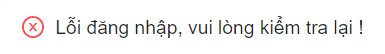 Lỗi đăng nhập, vui lòng kiểm tra lại !